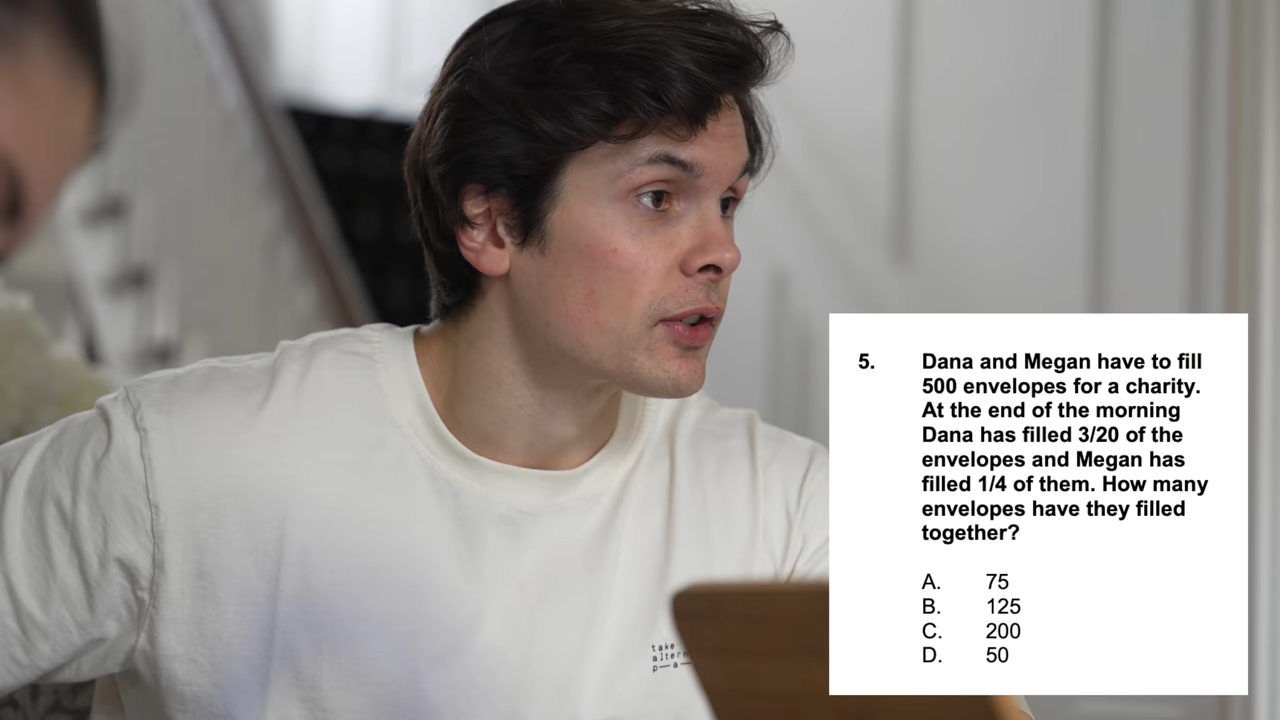 5. Dana and Megan have to fill
500 envelopes for a charity.
At the end of the morning
Dana has filled 3/20 of the
envelopes and Megan has
filled 1/4 of them. How many
envelopes have they filled
together?
A. 75
B. 125
C. 200
D. 50
take